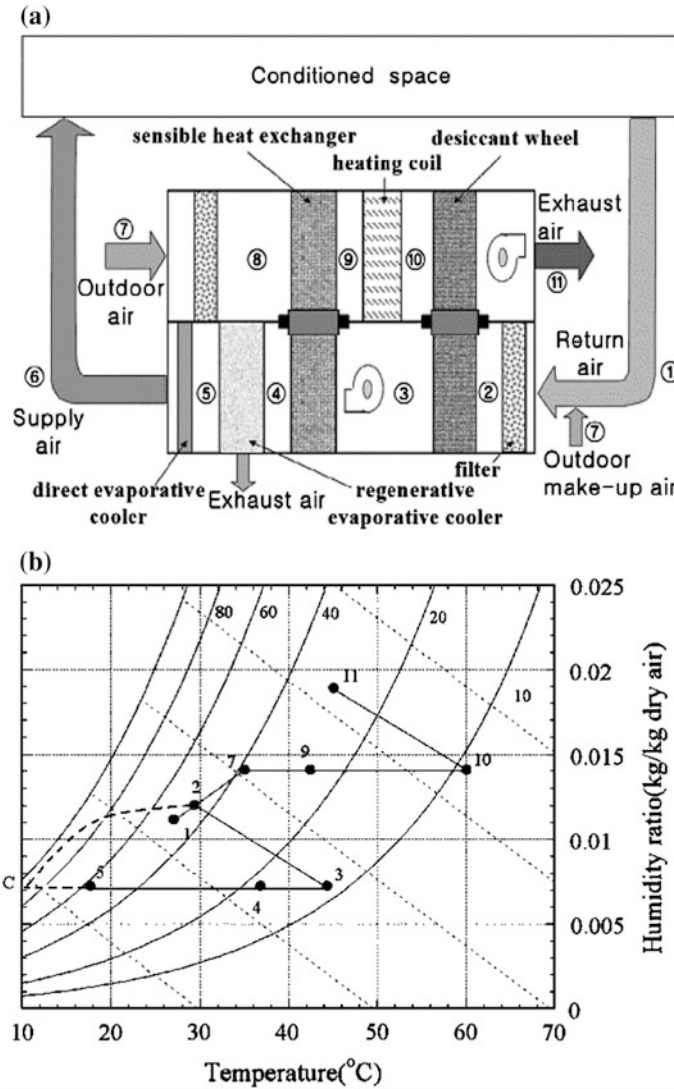 (a)
Conditioned space
sensible heat exchanger
desiccant wheel
heating coil
⑦
Outdoor
air
⑧
⑨
⑩
Exhaust
air
⑪
⑥
Supply
air
⑤
④
③
②
Return
air
①
⑦
Outdoor
make-up air
filter
direct evaporative
cooler
Exhaust air
regenerative
evaporative cooler
(b)
80
60
40
20
10
11
10
9
7
2
1
3
4
5
C
0.025
0.02
0.015
0.01
0.005
0
Humidity ratio(kg/kg dry air)
10 20 30 40 50 60 70
Temperature(°C)